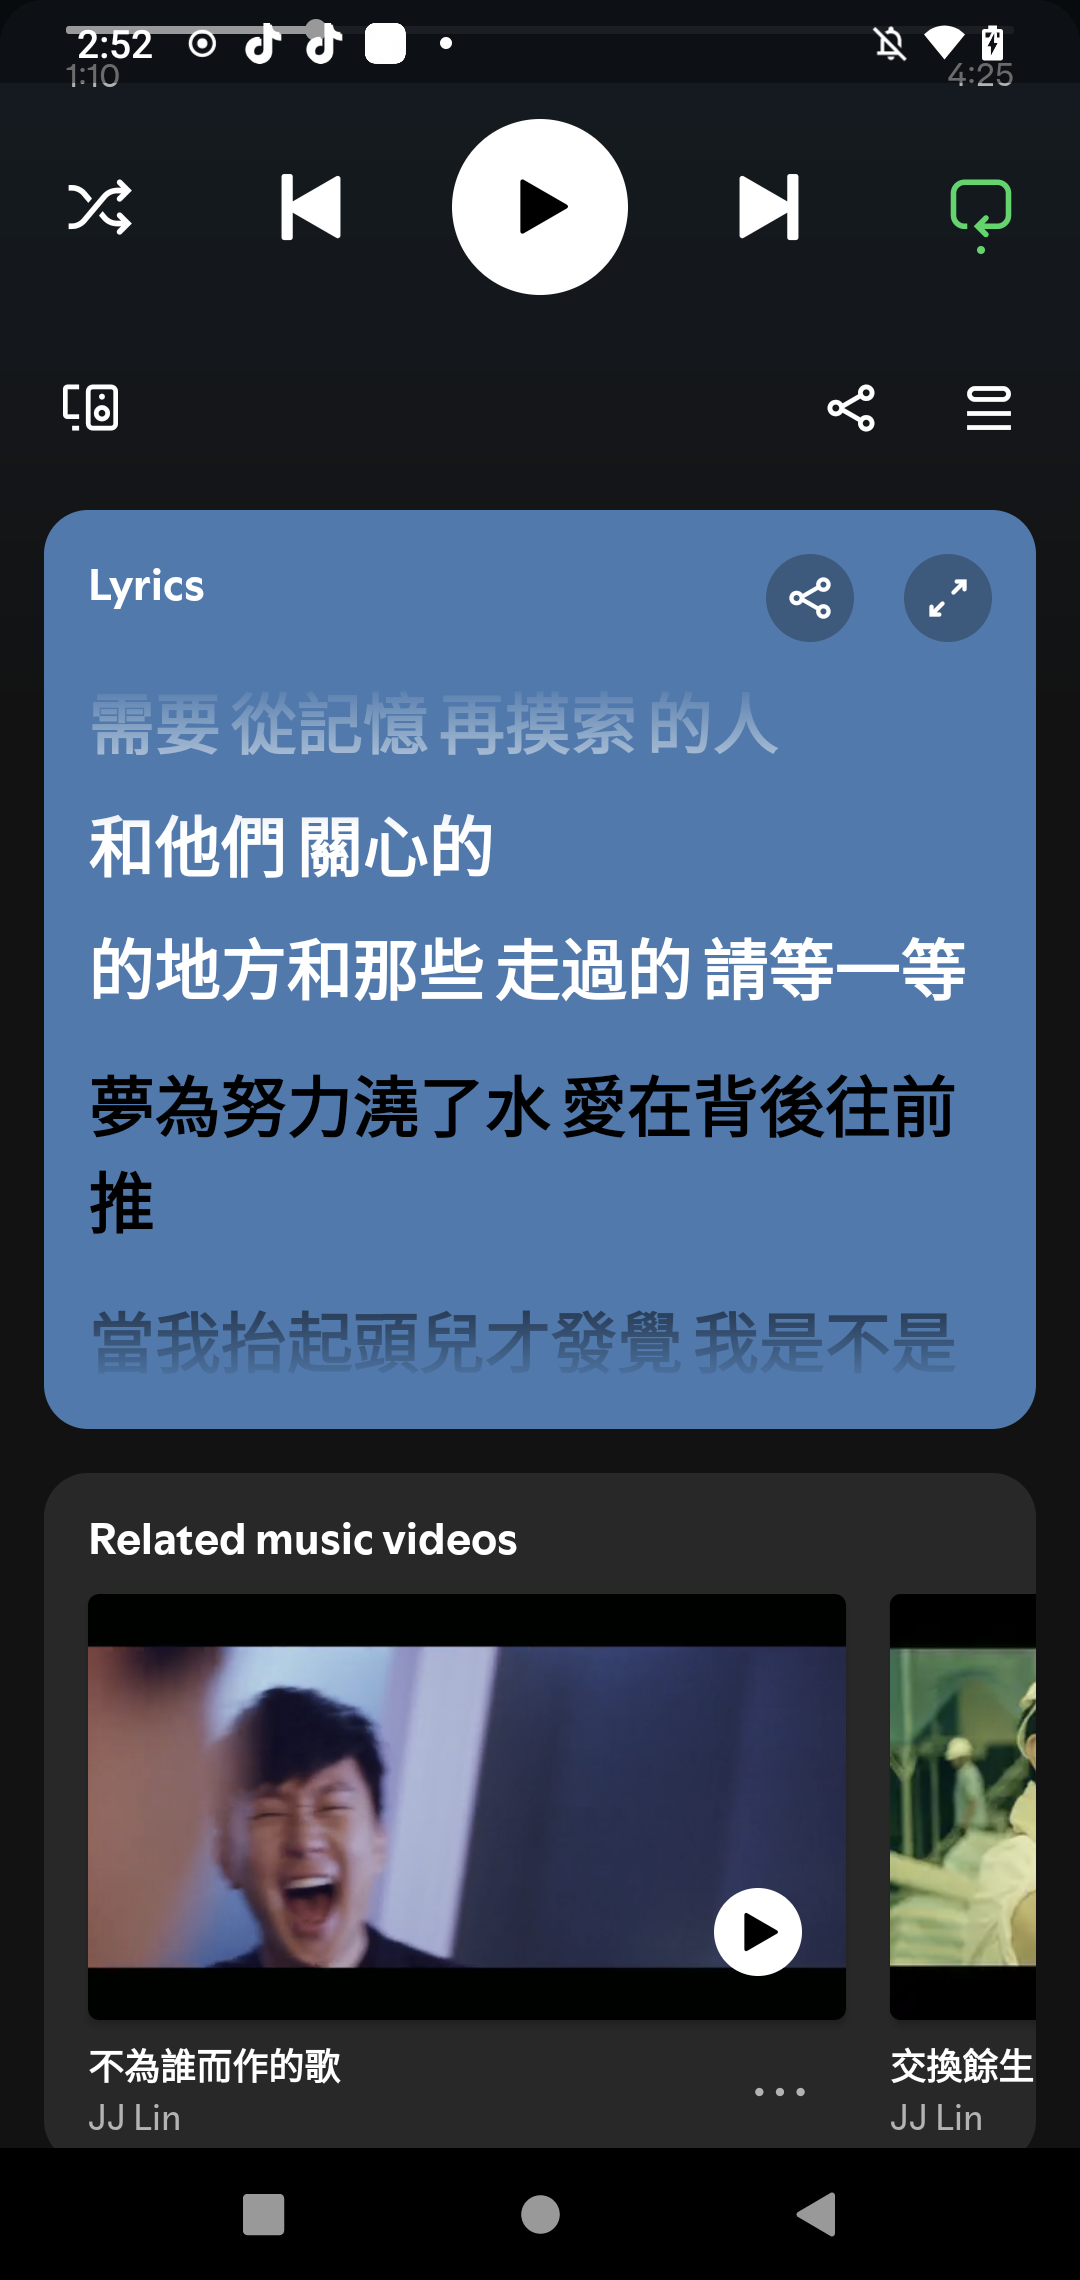 2:52
1:10
4:25
Lyrics
需要 從記憶 再摸索 的人
和他們 關心的
的地方和那些 走過的 請等一等
夢為努力澆了水 愛在背後往前
推
當我抬起頭兒才發覺 我是不是
Related music videos
不為誰而作的歌
JJ Lin
交換餘生
JJ Lin